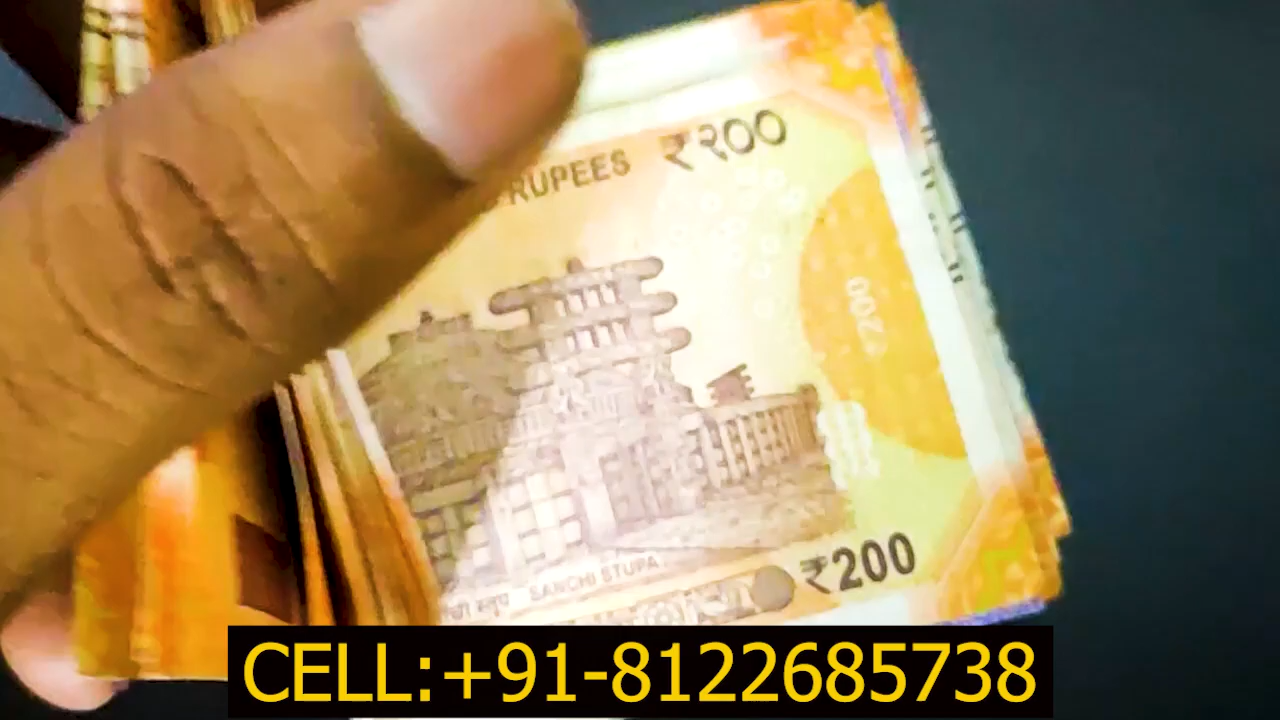 RUPEES ₹२००
200
SANCHI STUPA
₹200
CELL:+91-8122685738